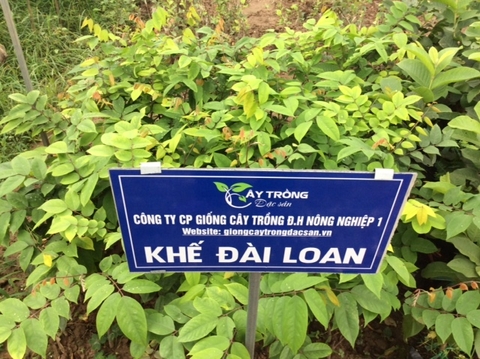 CÂY TRỒNG
Đặc sản
CÔNG TY CP GIỐNG CÂY TRỒNG Đ.H NÔNG NGHIỆP 1
Website: giongcaytrongdacsan.vn
KHẾ ĐÀI LOAN